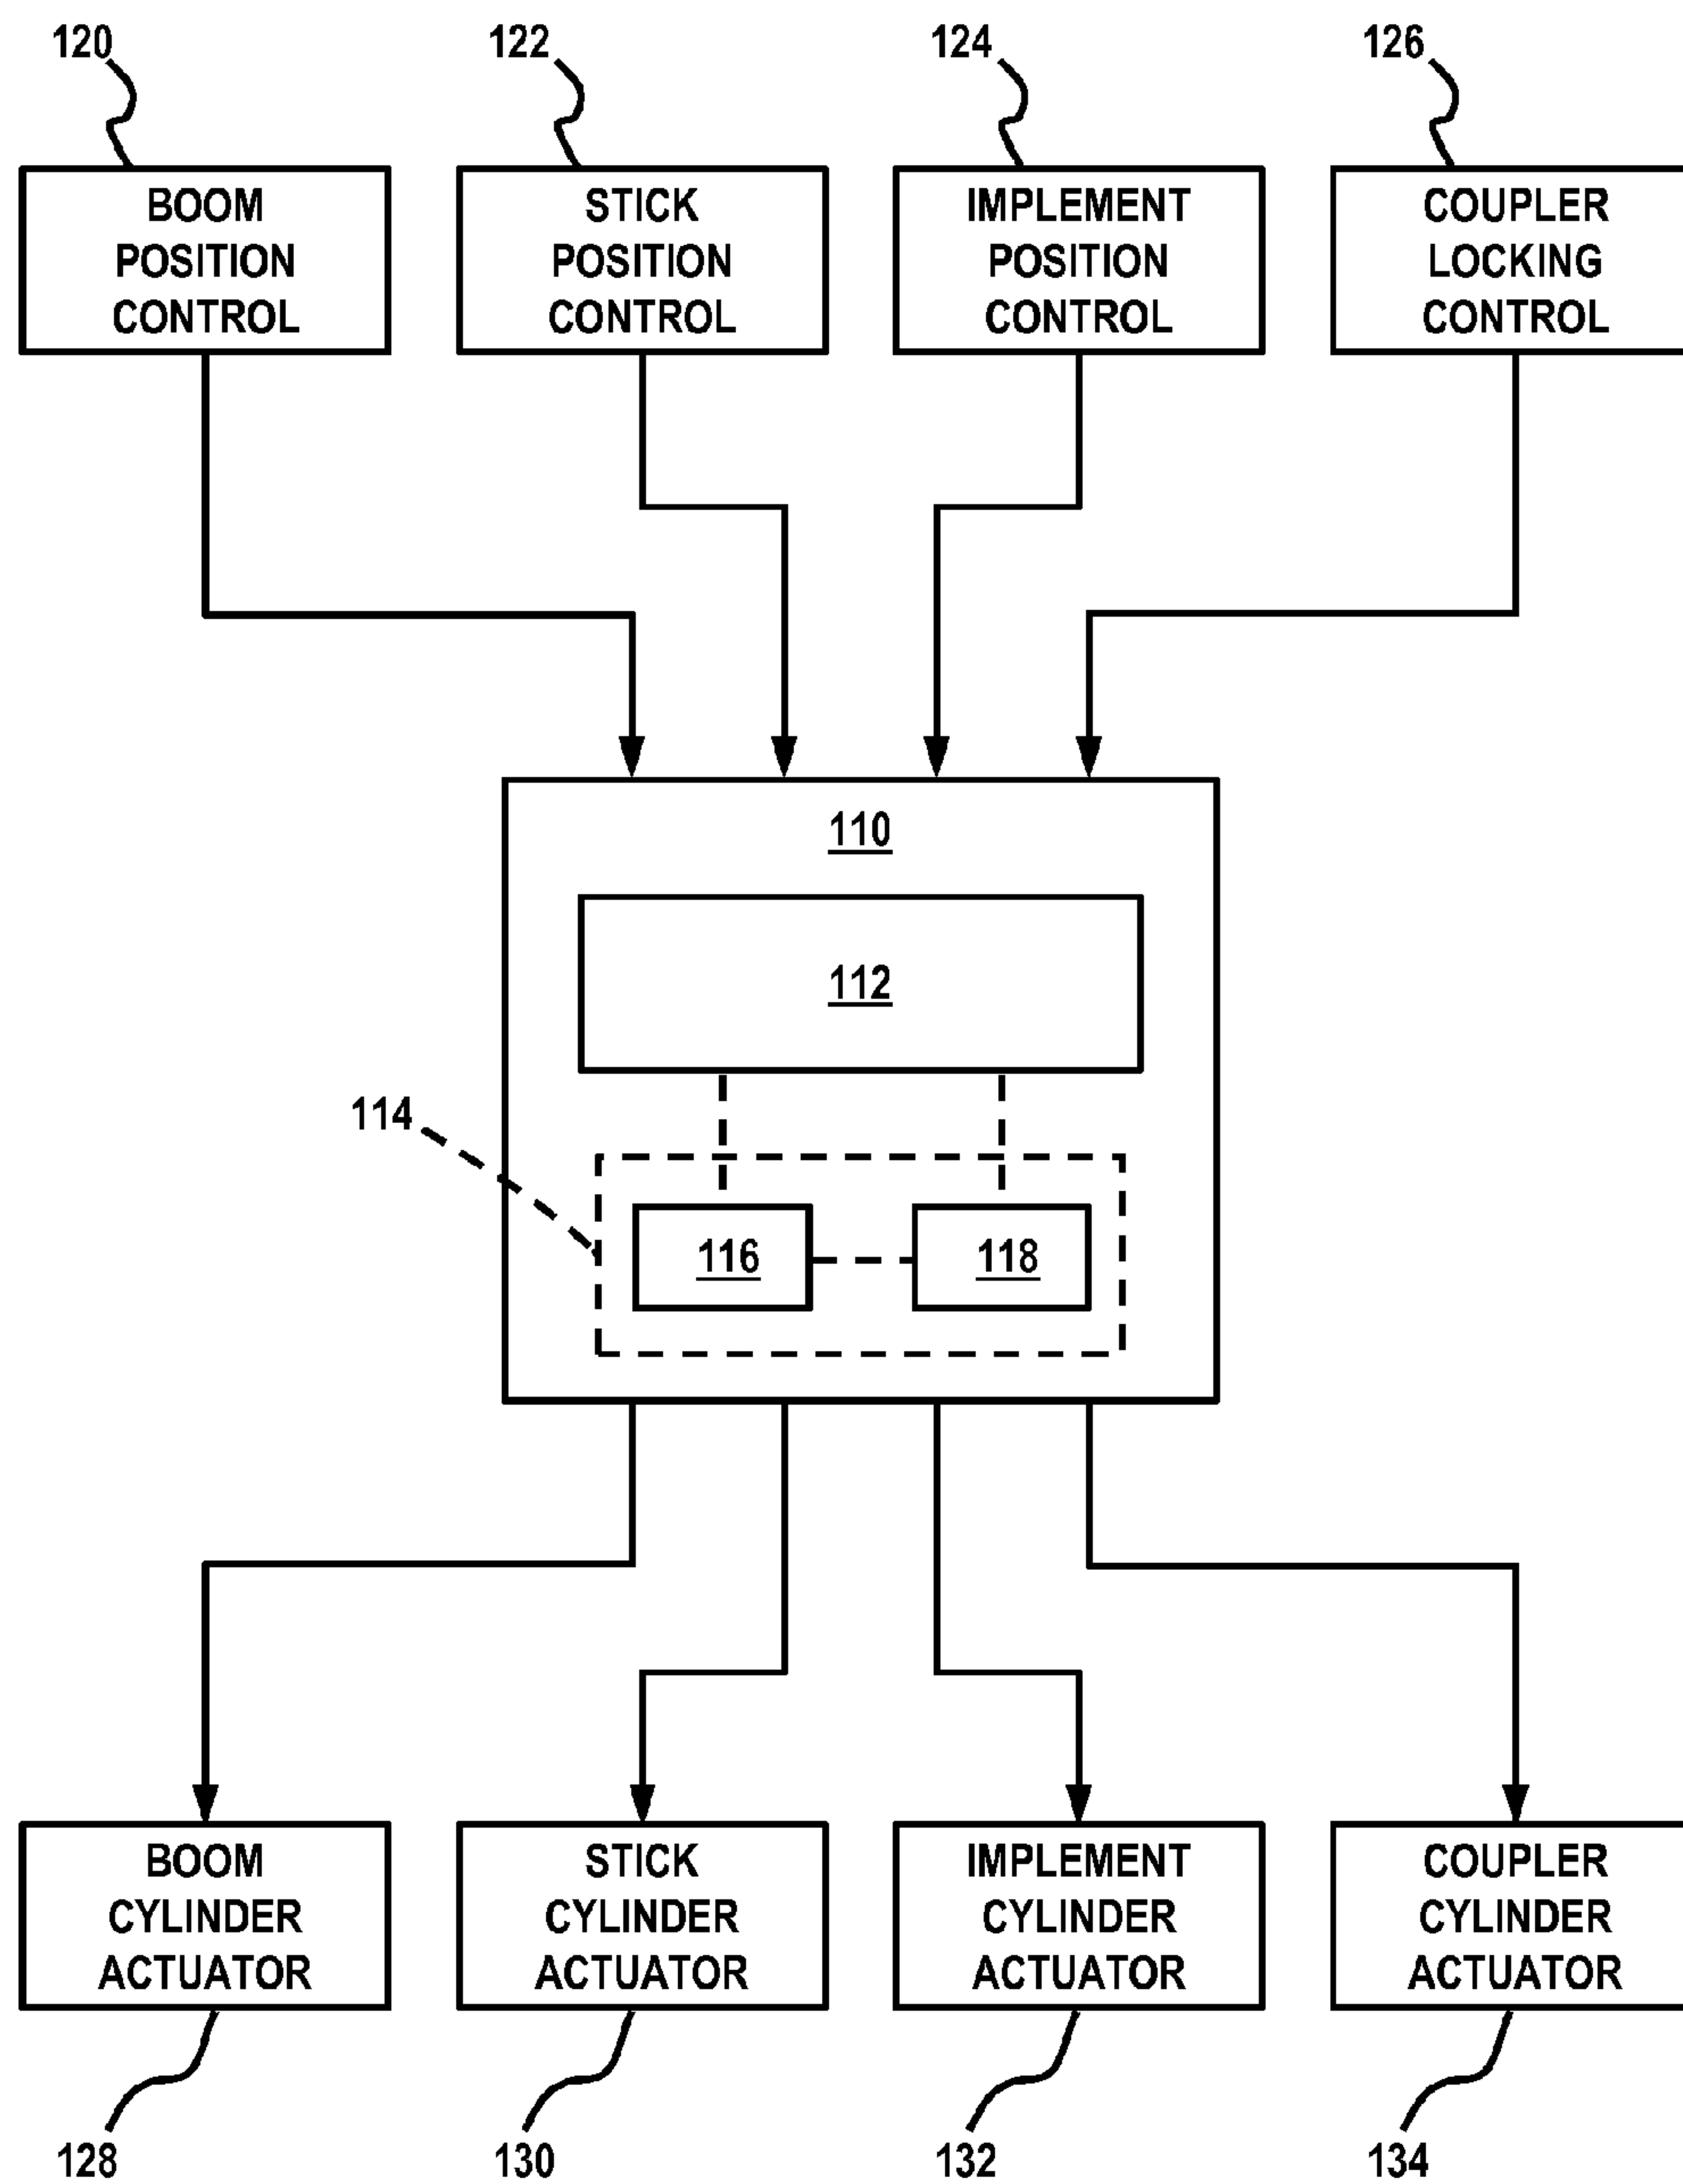 120
122
124
126
BOOM
POSITION
CONTROL
STICK
POSITION
CONTROL
IMPLEMENT
POSITION
CONTROL
COUPLER
LOCKING
CONTROL
110
112
114
116
118
BOOM
CYLINDER
ACTUATOR
STICK
CYLINDER
ACTUATOR
IMPLEMENT
CYLINDER
ACTUATOR
COUPLER
CYLINDER
ACTUATOR
128
130
132
134